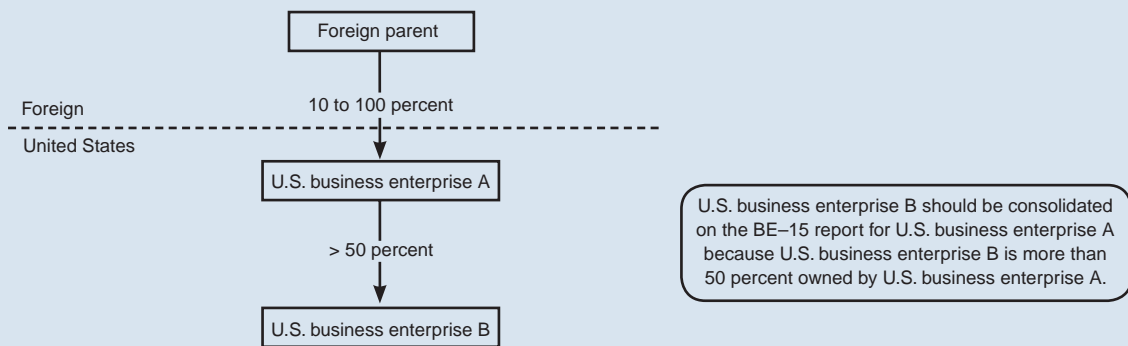 Foreign parent
Foreign
10 to 100 percent
United States
U.S. business enterprise A
> 50 percent
U.S. business enterprise B
U.S. business enterprise B should be consolidated
on the BE–15 report for U.S. business enterprise A
because U.S. business enterprise B is more than
50 percent owned by U.S. business enterprise A.